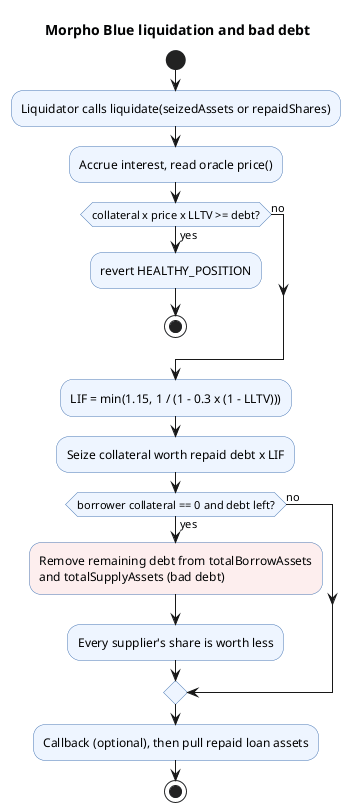 Morpho Blue liquidation and bad debt
Liquidator calls liquidate(seizedAssets or repaidShares)
Accrue interest, read oracle price()
collateral x price x LLTV >= debt?
no
yes
revert HEALTHY_POSITION
LIF = min(1.15, 1 / (1 - 0.3 x (1 - LLTV)))
Seize collateral worth repaid debt x LIF
borrower collateral == 0 and debt left?
no
yes
Remove remaining debt from totalBorrowAssets
and totalSupplyAssets (bad debt)
Every supplier's share is worth less
Callback (optional), then pull repaid loan assets